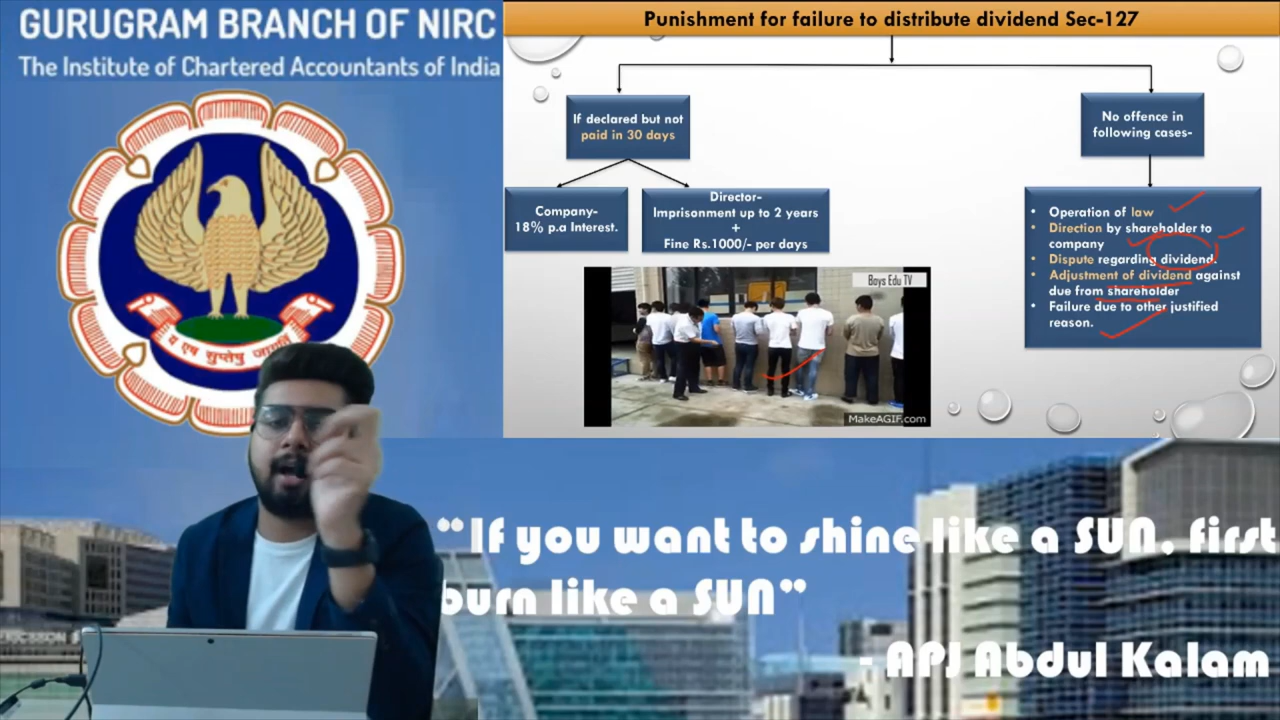 GURUGRAM BRANCH OF NIRC
The Institute of Chartered Accountants of India
य एष सुप्तेषु जागर्ति
Punishment for failure to distribute dividend Sec-127
If declared but not
paid in 30 days
Company-
18% p.a Interest.
Director-
Imprisonment up to 2 years
+
Fine Rs.1000/- per days
No offence in
following cases-
• Operation of law
• Direction by shareholder to
company
• Dispute regarding dividend.
• Adjustment of dividend against
due from shareholder
• Failure due to other justified
reason.
Boys Edu TV
MakeAGIF.com
“If you want to shine like a SUN, first
burn like a SUN”
- APJ Abdul Kalam